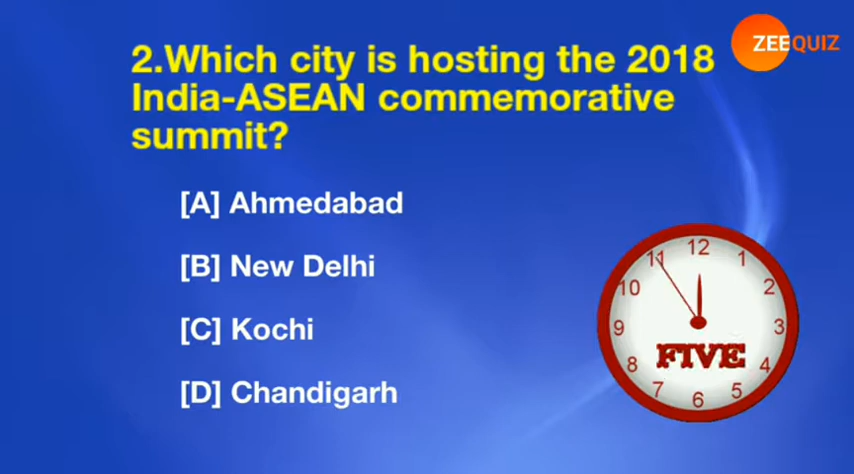 ZEEQUIZ
2.Which city is hosting the 2018
India-ASEAN commemorative
summit?
[A] Ahmedabad
[B] New Delhi
[C] Kochi
[D] Chandigarh
12
11 1
10 2
9 3
FIVE
8 4
7 5
6